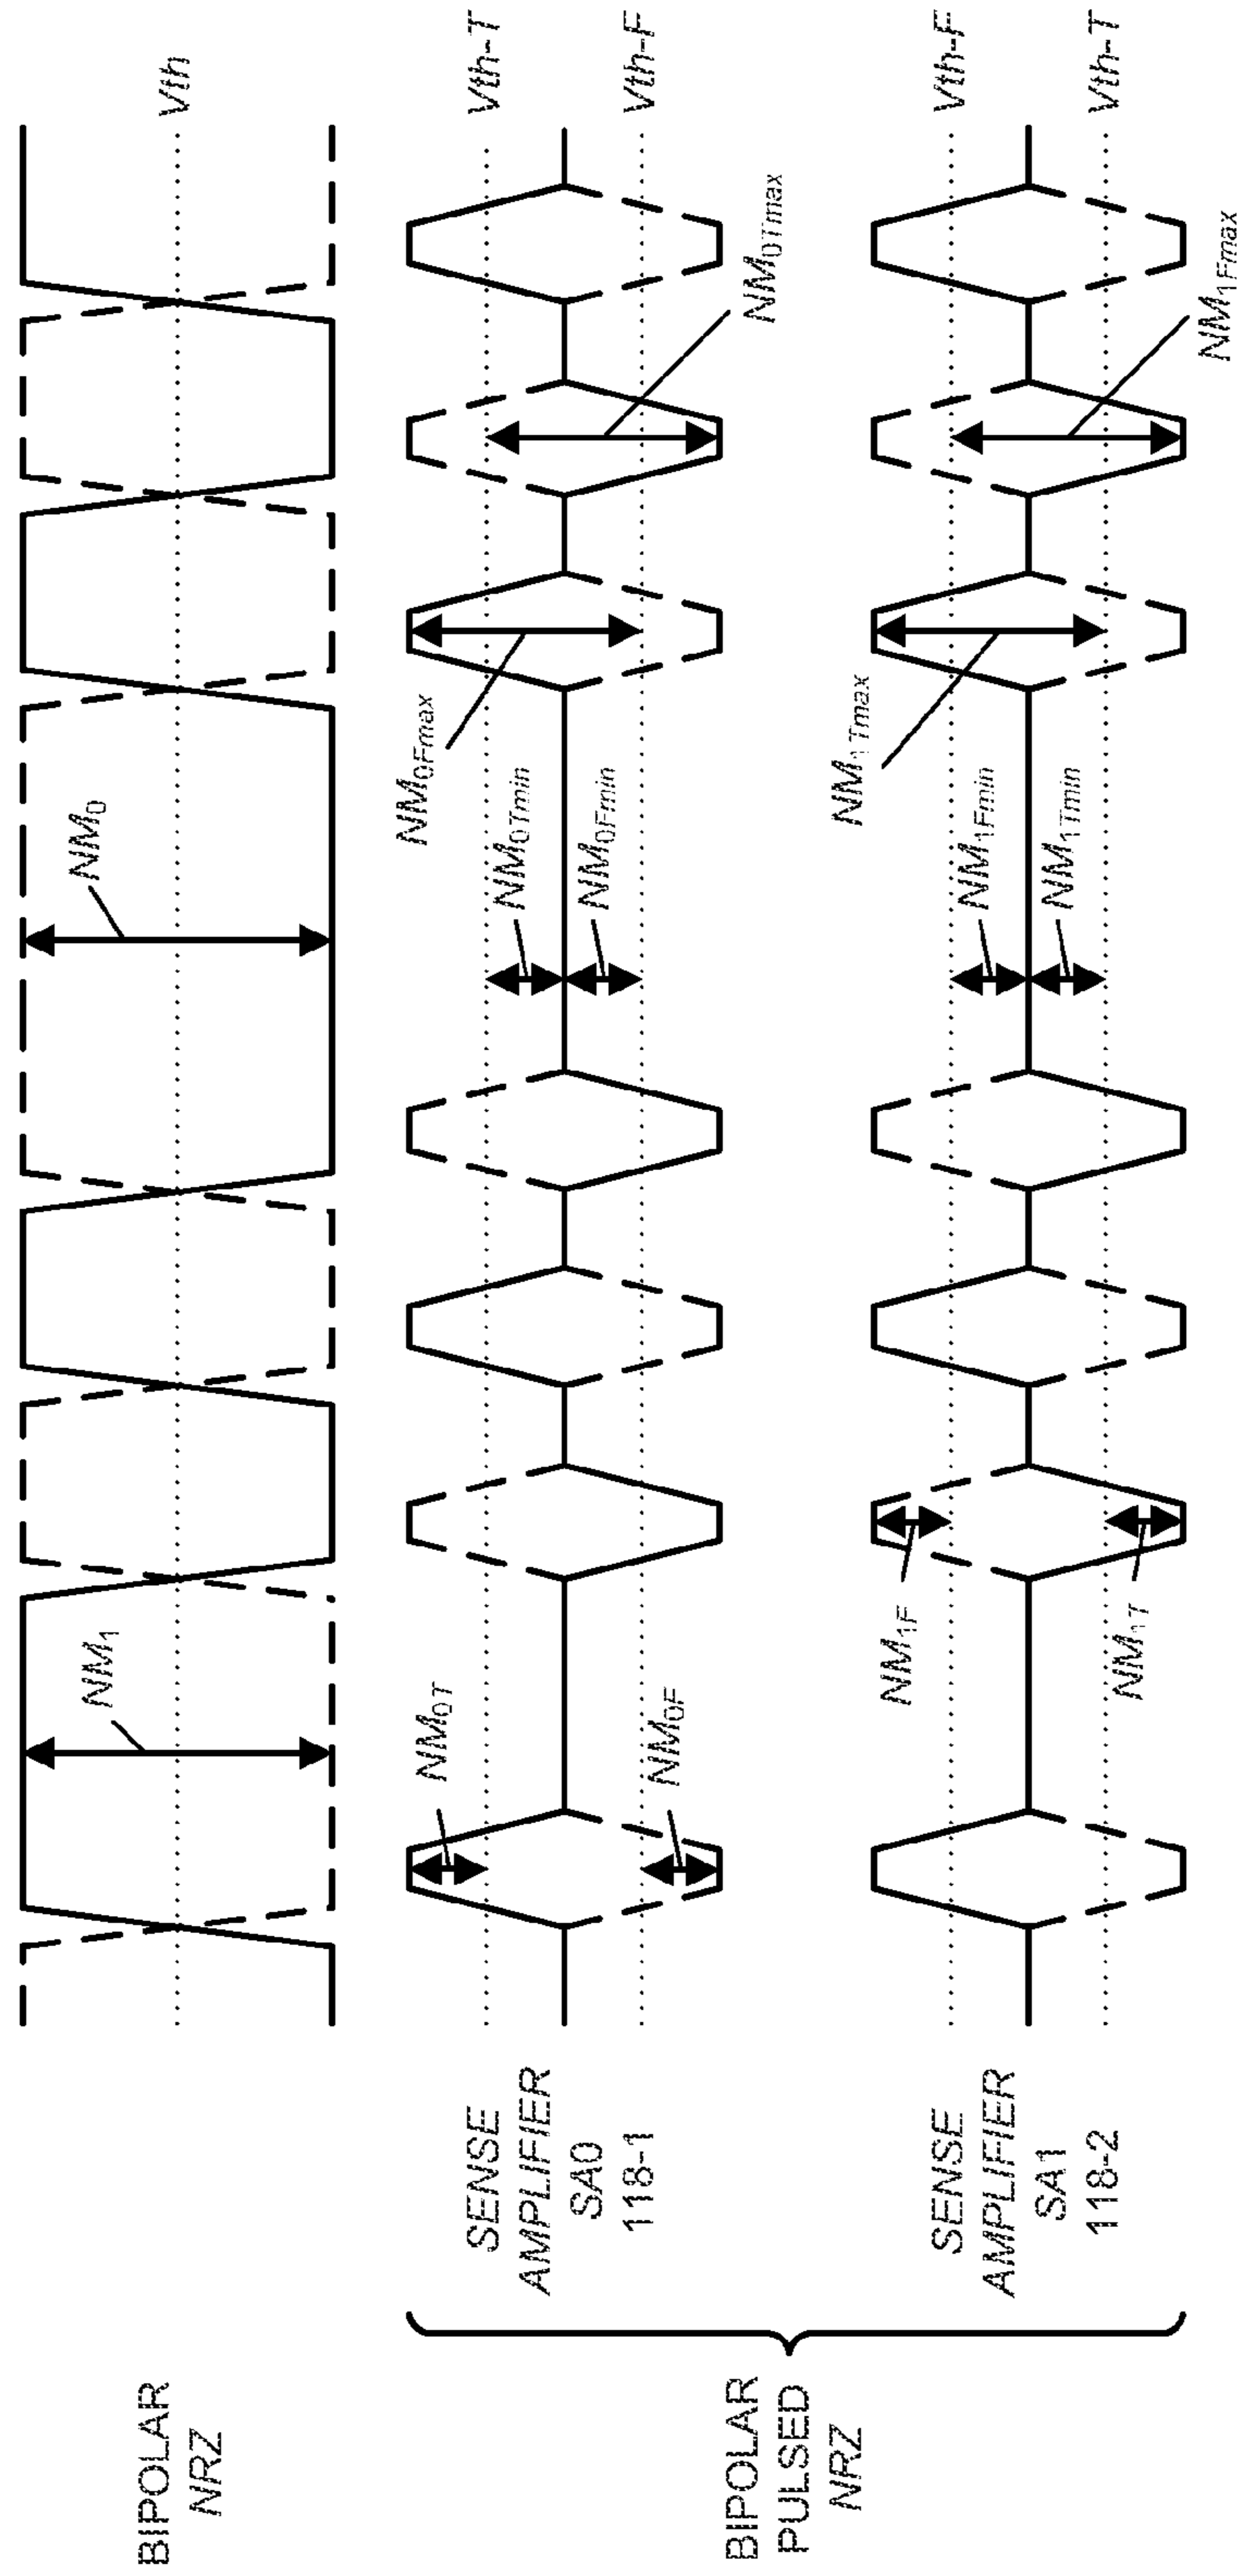 BIPOLAR
NRZ
NM₁
NM₀
Vth
BIPOLAR
PULSED
NRZ
SENSE
AMPLIFIER
SA0
118-1
NM₀T
NM₀F
NM₀Tmin
NM₀Fmin
NM₀Fmax
NM₀Tmax
Vth-T
Vth-F
SENSE
AMPLIFIER
SA1
118-2
NM₁F
NM₁T
NM₁Fmin
NM₁Tmin
NM₁Tmax
NM₁Fmax
Vth-F
Vth-T